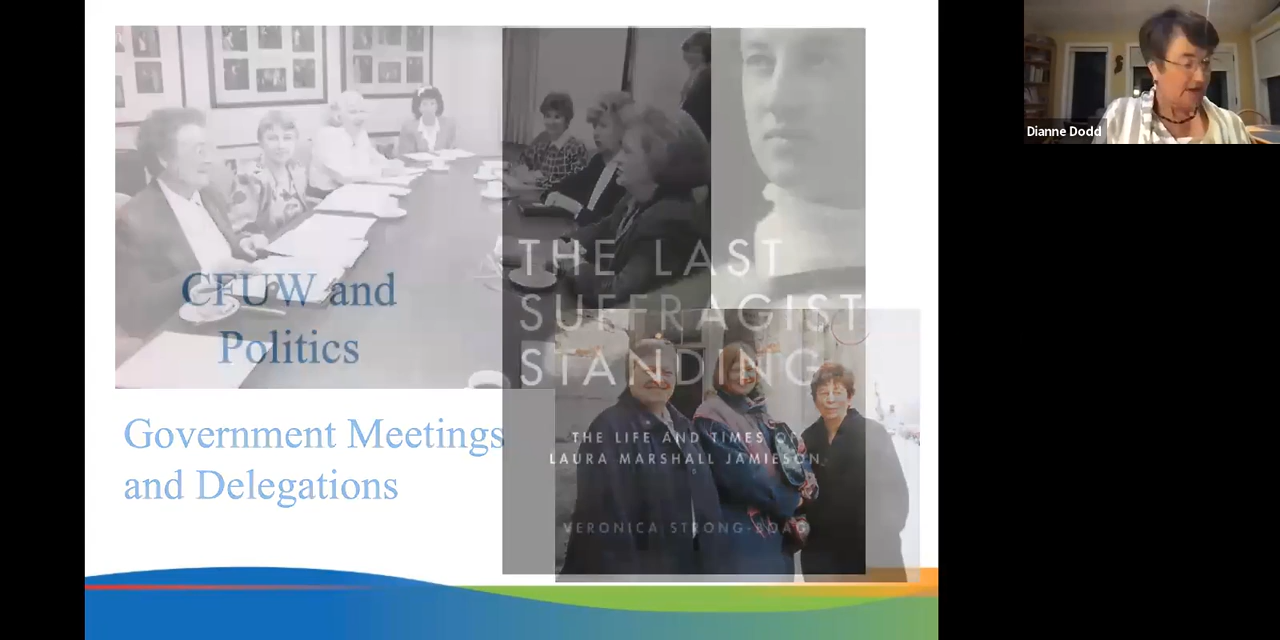 CFUW and
Politics
Government Meetings
and Delegations
THE LAST
SUFFRAGIST
STANDING
THE LIFE AND TIMES OF
LAURA MARSHALL JAMIESON
VERONICA STRONG-BOAG
Dianne Dodd